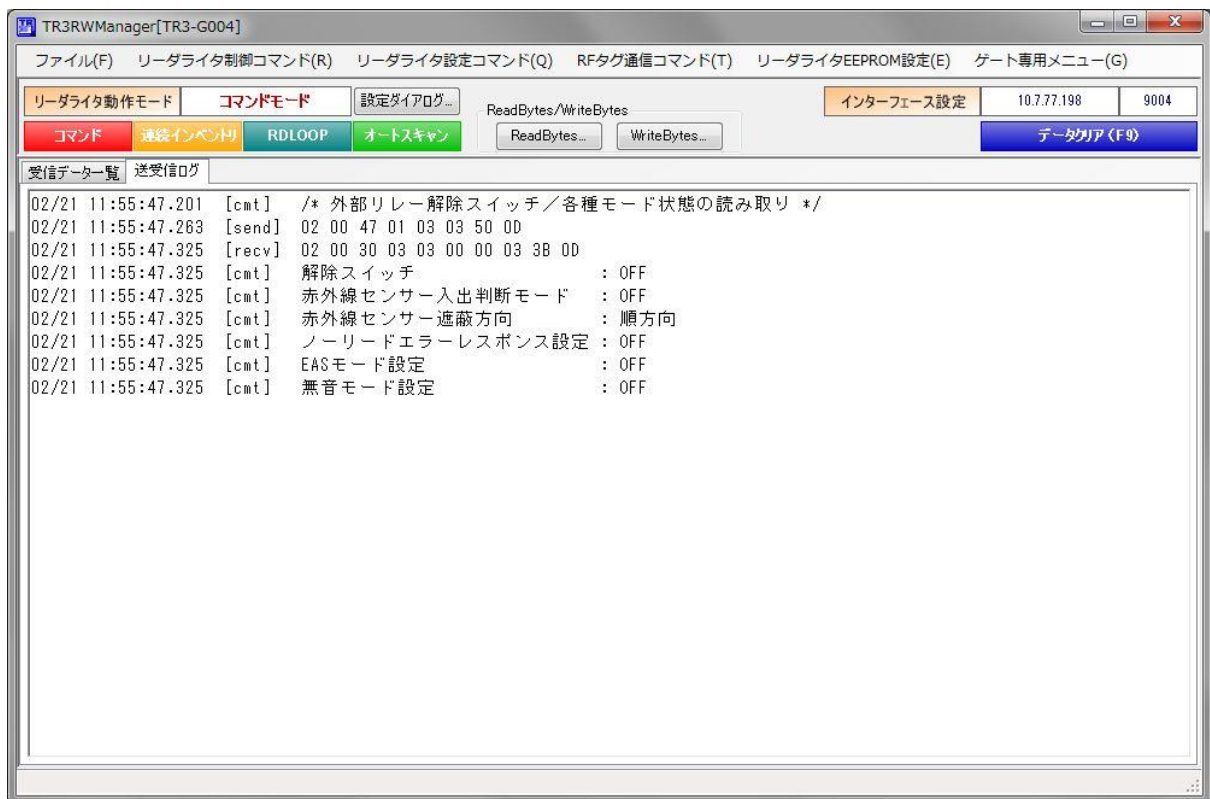 TR3RWManager[TR3-G004]
ファイル(F) リーダライタ制御コマンド(R) リーダライタ設定コマンド(Q) RFタグ通信コマンド(T) リーダライタEEPROM設定(E) ゲート専用メニュー(G)
リーダライタ動作モード コマンドモード 設定ダイアログ... ReadBytes/WriteBytes インターフェース設定 10.7.77.198 9004
コマンド 連続インベントリ RDLOOP オートスキャン ReadBytes... WriteBytes... データクリア(F9)
受信データ一覧 送受信ログ
02/21 11:55:47.201 [cmt] /* 外部リレー解除スイッチ／各種モード状態の読み取り */
02/21 11:55:47.263 [send] 02 00 47 01 03 03 50 0D
02/21 11:55:47.325 [recv] 02 00 30 03 03 00 00 03 3B 0D
02/21 11:55:47.325 [cmt] 解除スイッチ : OFF
02/21 11:55:47.325 [cmt] 赤外線センサー入出判断モード : OFF
02/21 11:55:47.325 [cmt] 赤外線センサー遮蔽方向 : 順方向
02/21 11:55:47.325 [cmt] ノーリードエラーレスポンス設定 : OFF
02/21 11:55:47.325 [cmt] EASモード設定 : OFF
02/21 11:55:47.325 [cmt] 無音モード設定 : OFF